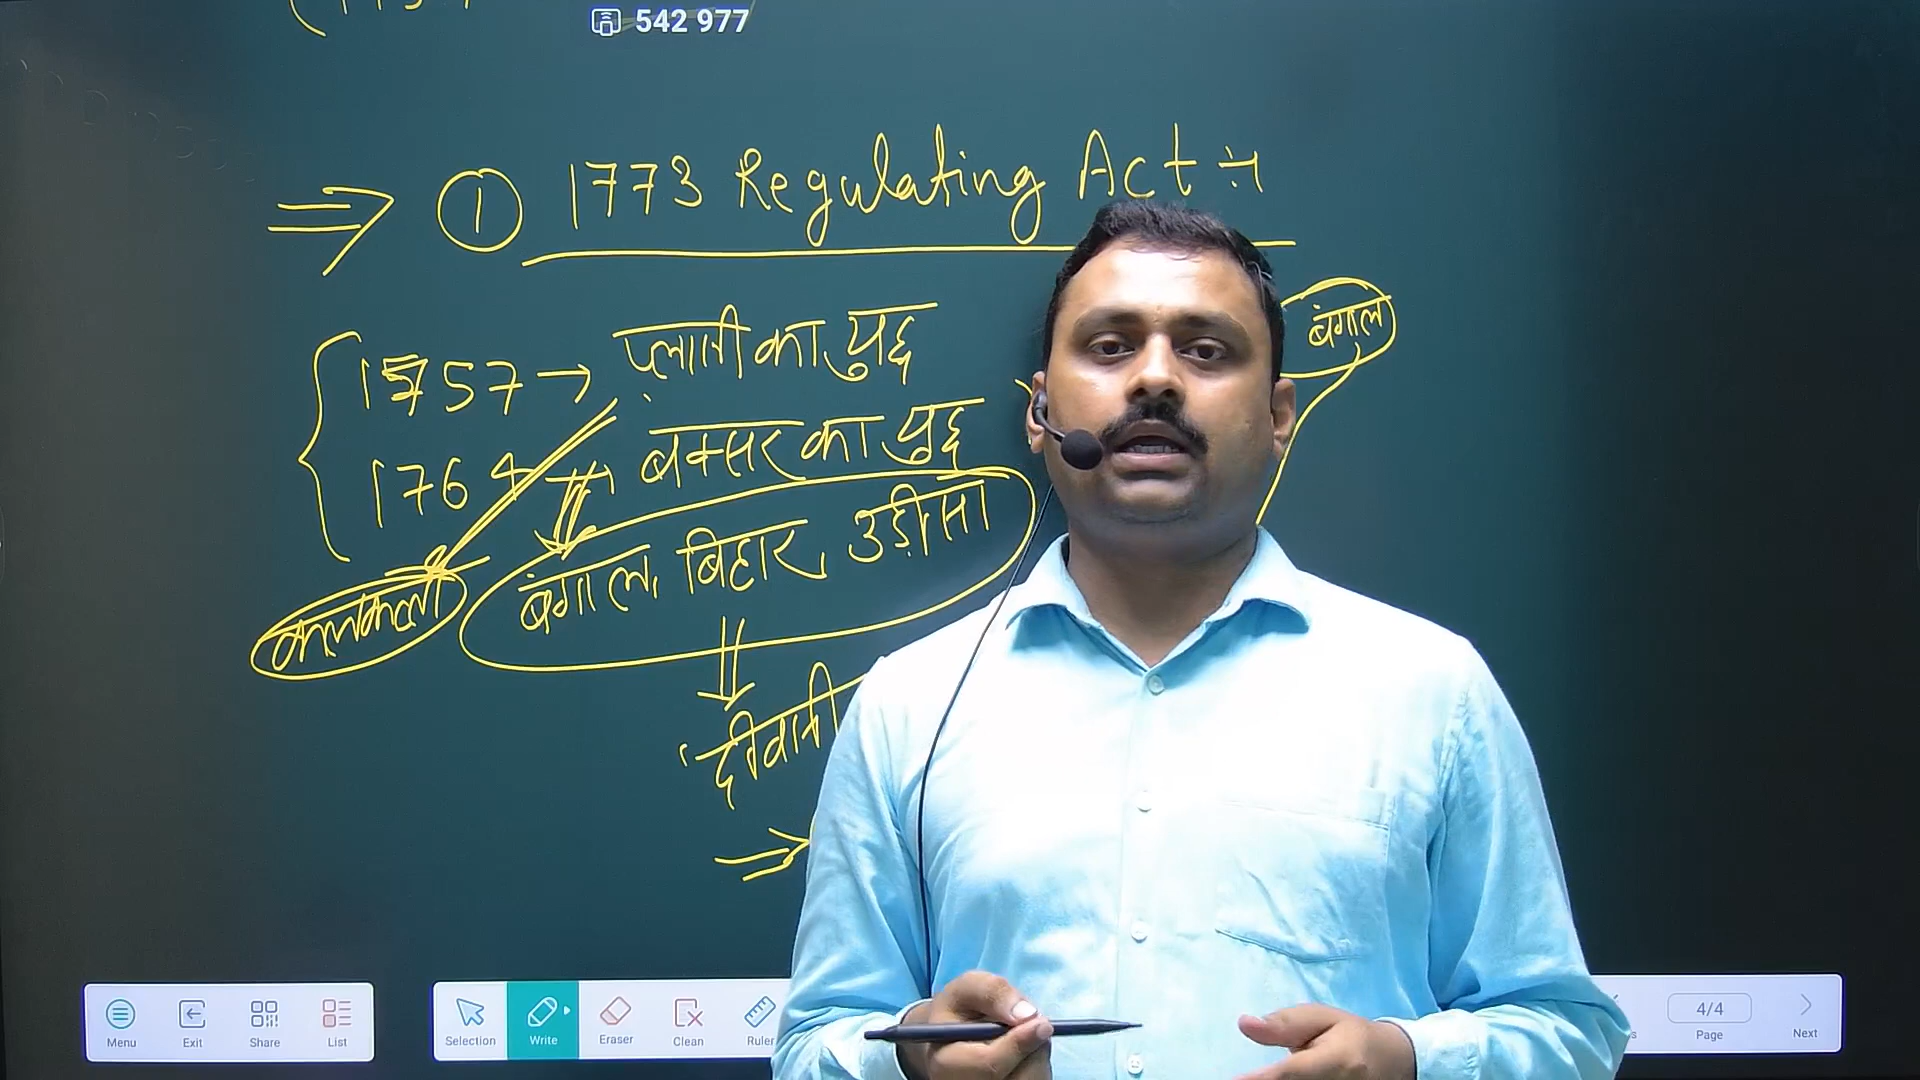 542 977
⇒ ① 1773 Regulating Act :-
1757 → प्लासी का युद्ध
बंगाल
1764 → बक्सर का युद्ध
बंगाल, बिहार, उड़ीसा
कलकत्ता
दीवानी
⇒
Menu Exit Share List Selection Write Eraser Clean Ruler 4/4 Page Next